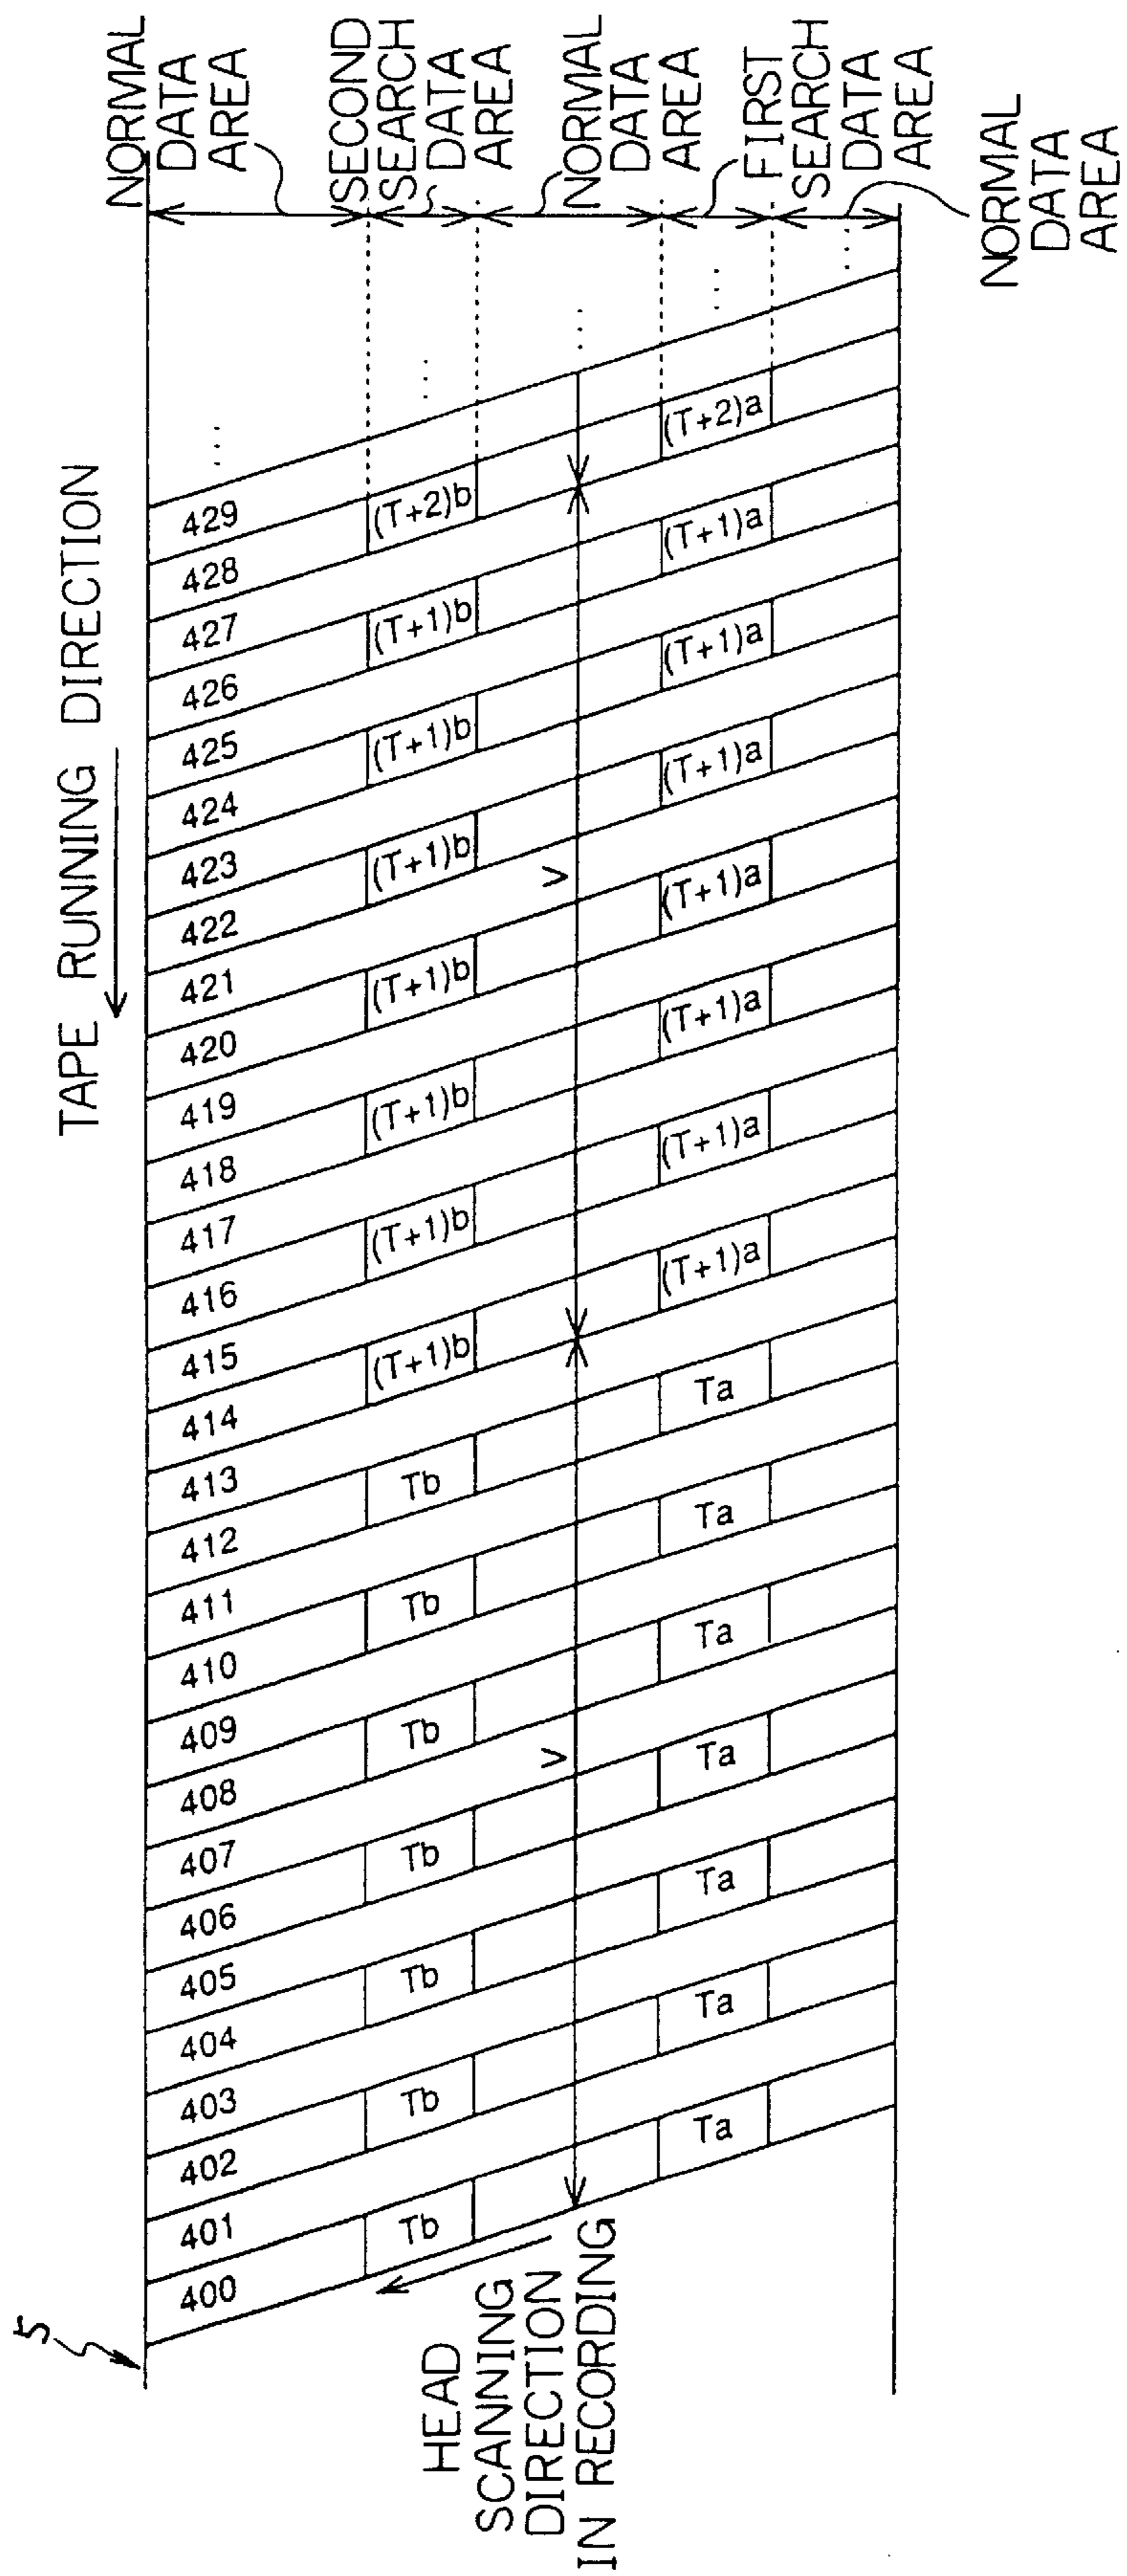 5
TAPE RUNNING DIRECTION
NORMAL
DATA
AREA
400 401 402 403 404 405 406 407 408 409 410 411 412 413 414 415 416 417 418 419 420 421 422 423 424 425 426 427 428 429 ...
SECOND
SEARCH
DATA
AREA
Tb Tb Tb Tb Tb Tb Tb (T+1)b (T+1)b (T+1)b (T+1)b (T+1)b (T+1)b (T+1)b (T+2)b ...
HEAD
SCANNING
DIRECTION
IN RECORDING
V V ...
NORMAL
DATA
AREA
Ta Ta Ta Ta Ta Ta Ta (T+1)a (T+1)a (T+1)a (T+1)a (T+1)a (T+1)a (T+1)a (T+2)a ...
FIRST
SEARCH
DATA
AREA
...
NORMAL
DATA
AREA